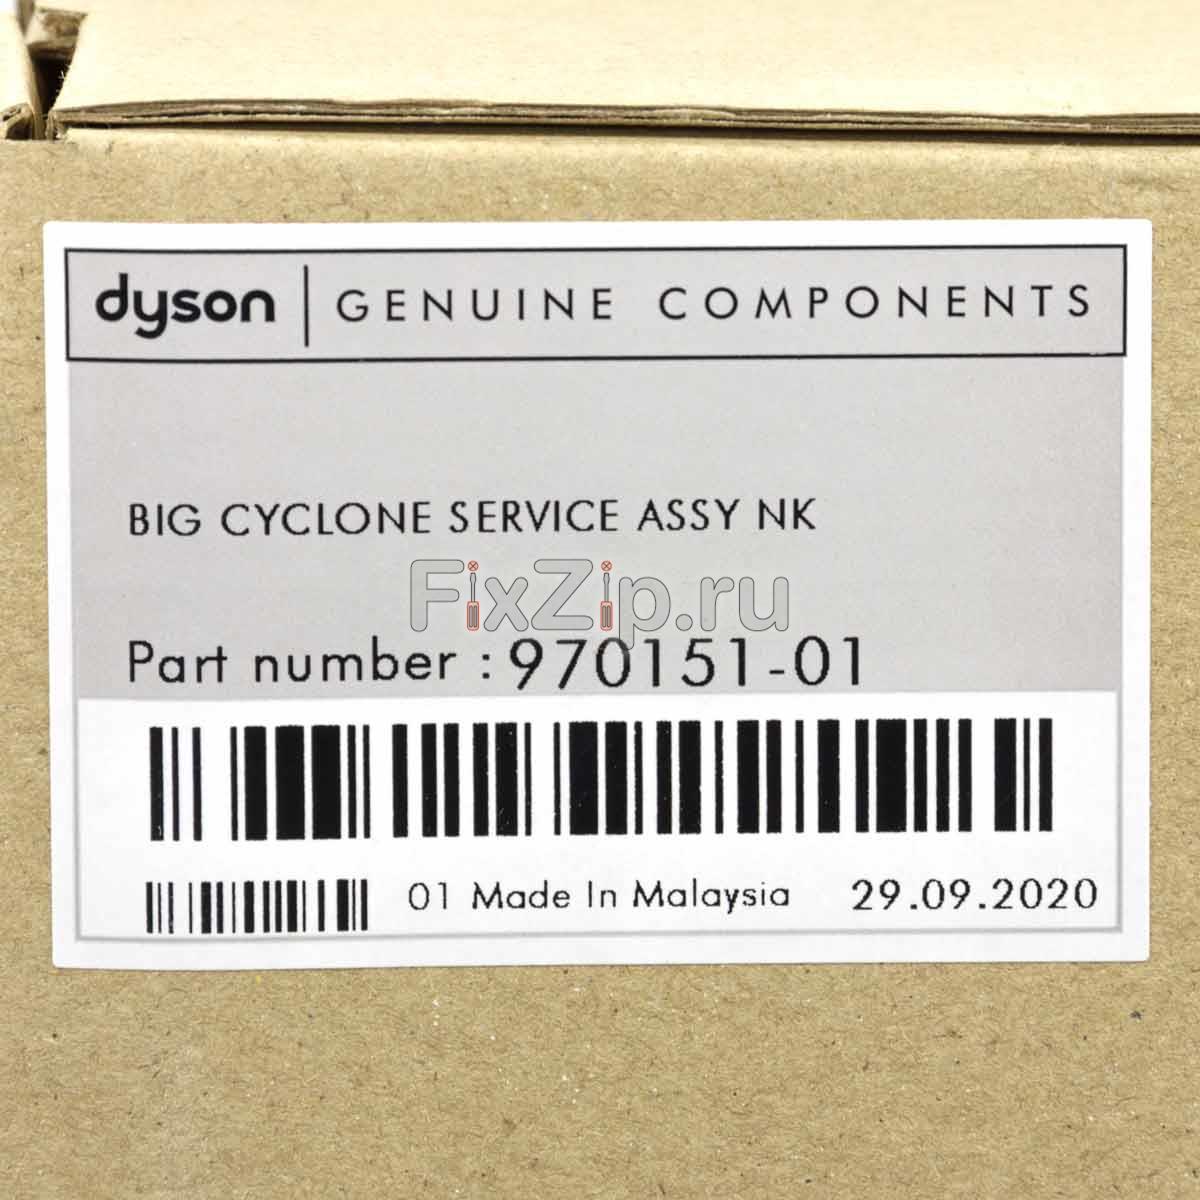 dyson GENUINE COMPONENTS
BIG CYCLONE SERVICE ASSY NK
FixZip.ru
Part number : 970151-01
01 Made In Malaysia 29.09.2020